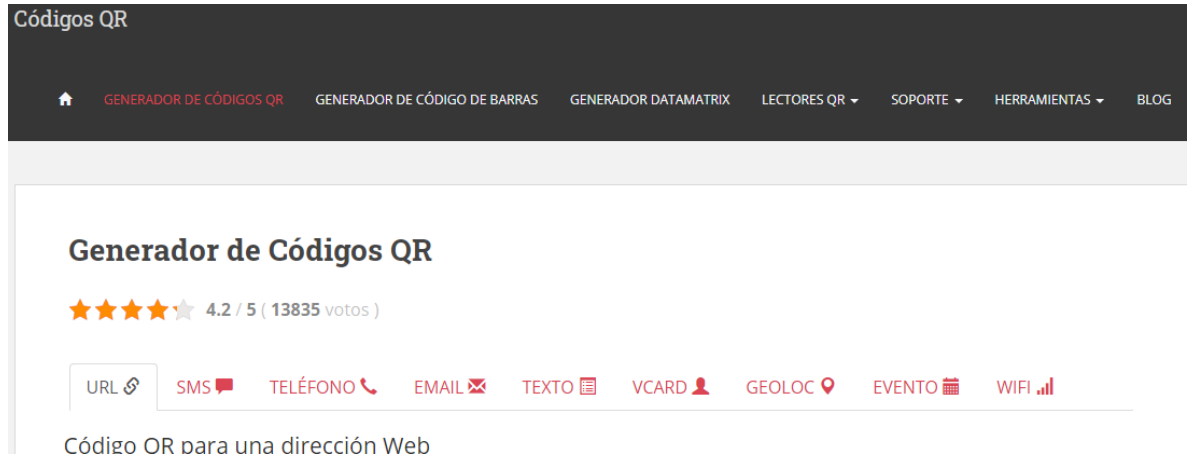 Códigos QR
GENERADOR DE CÓDIGOS QR GENERADOR DE CÓDIGO DE BARRAS GENERADOR DATAMATRIX LECTORES QR SOPORTE HERRAMIENTAS BLOG
Generador de Códigos QR
4.2 / 5 ( 13835 votos )
URL SMS TELÉFONO EMAIL TEXTO VCARD GEOLOC EVENTO WIFI
Código QR para una dirección Web